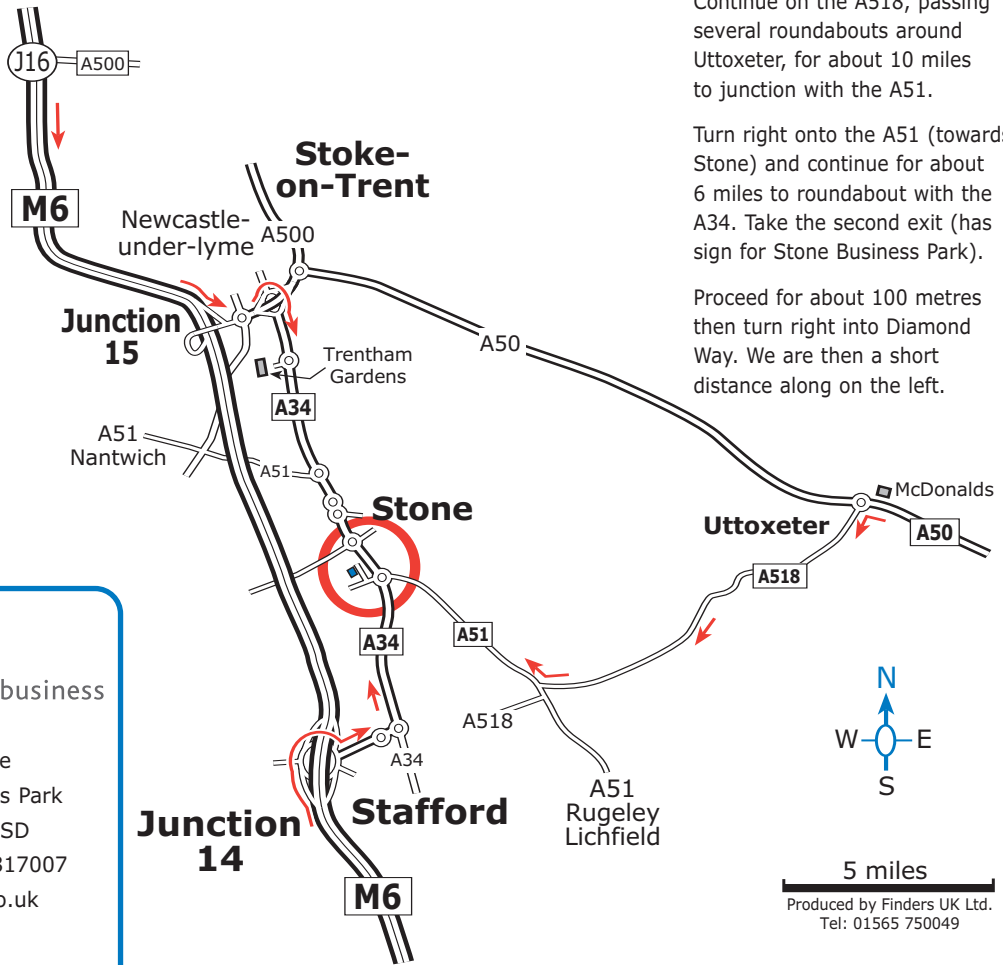 Continue on the A518, passing
several roundabouts around
Uttoxeter, for about 10 miles
to junction with the A51.
Turn right onto the A51 (towards
Stone) and continue for about
6 miles to roundabout with the
A34. Take the second exit (has
sign for Stone Business Park).
Proceed for about 100 metres
then turn right into Diamond
Way. We are then a short
distance along on the left.
J16
A500
M6
Stoke-
on-Trent
Newcastle-
under-lyme
A500
Junction
15
Trentham
Gardens
A50
A34
A51
Nantwich
A51
Stone
McDonalds
Uttoxeter
A50
A518
A34
A51
A518
A34
A51
Rugeley
Lichfield
Junction
14
Stafford
M6
N
W
E
S
5 miles
Produced by Finders UK Ltd.
Tel: 01565 750049
business
e
s Park
SD
317007
o.uk